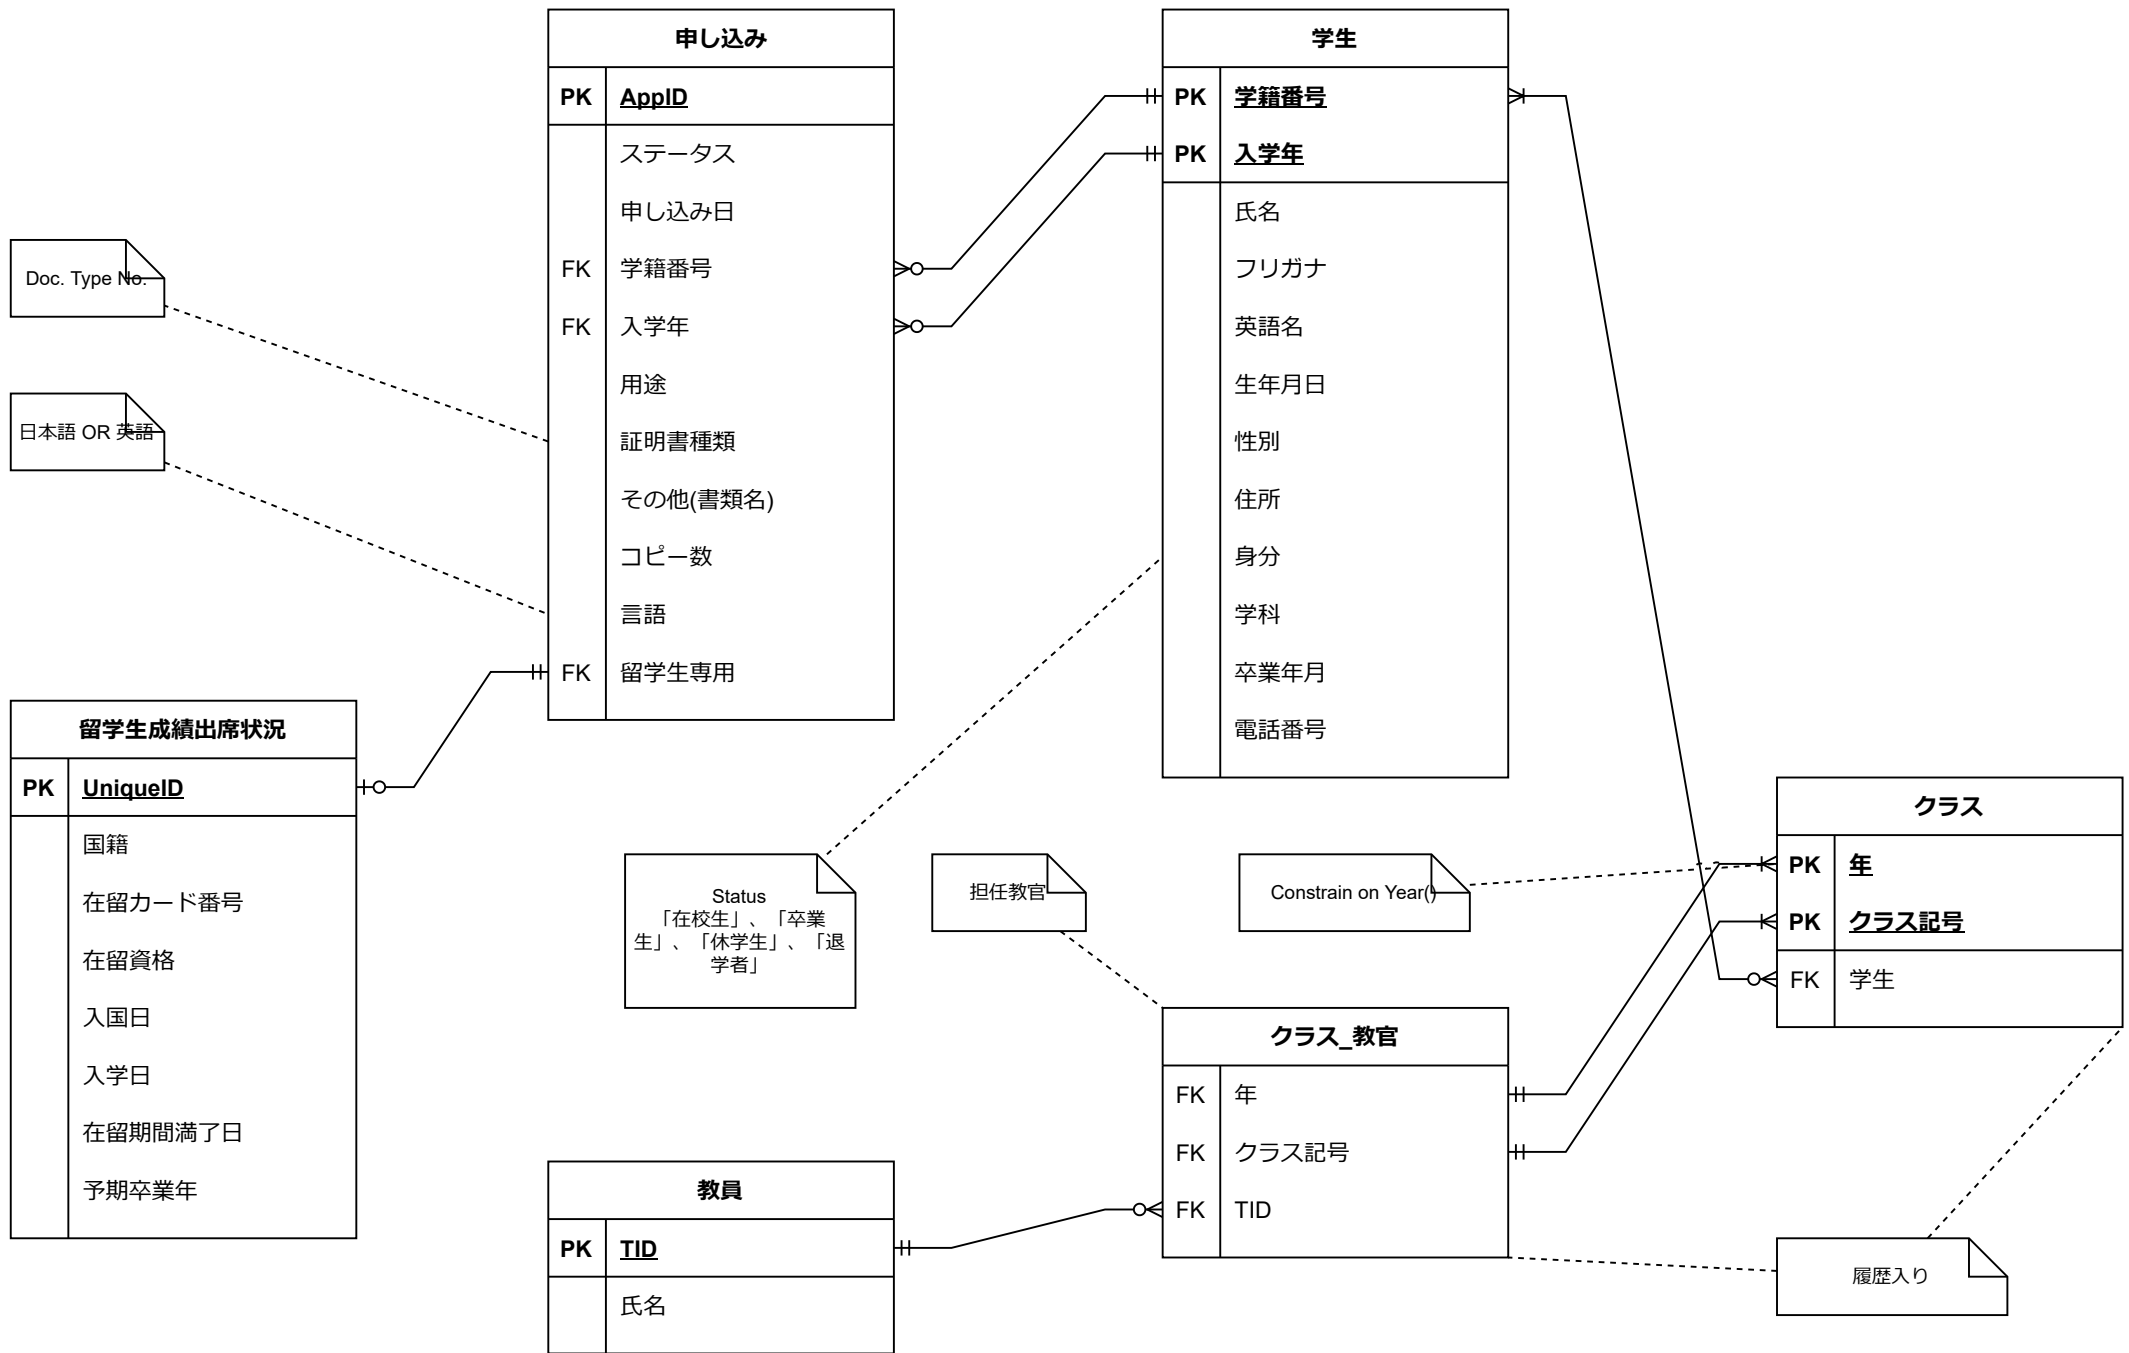 申し込み
PK AppID
ステータス
申し込み日
FK 学籍番号
FK 入学年
用途
証明書種類
その他(書類名)
コピー数
言語
FK 留学生専用
学生
PK 学籍番号
PK 入学年
氏名
フリガナ
英語名
生年月日
性別
住所
身分
学科
卒業年月
電話番号
Doc. Type No.
日本語 OR 英語
留学生成績出席状況
PK UniqueID
国籍
在留カード番号
在留資格
入国日
入学日
在留期間満了日
予期卒業年
Status
「在校生」、「卒業
生」、「休学生」、「退
学者」
担任教官
Constrain on Year()
クラス
PK 年
PK クラス記号
FK 学生
クラス_教官
FK 年
FK クラス記号
FK TID
教員
PK TID
氏名
履歴入り